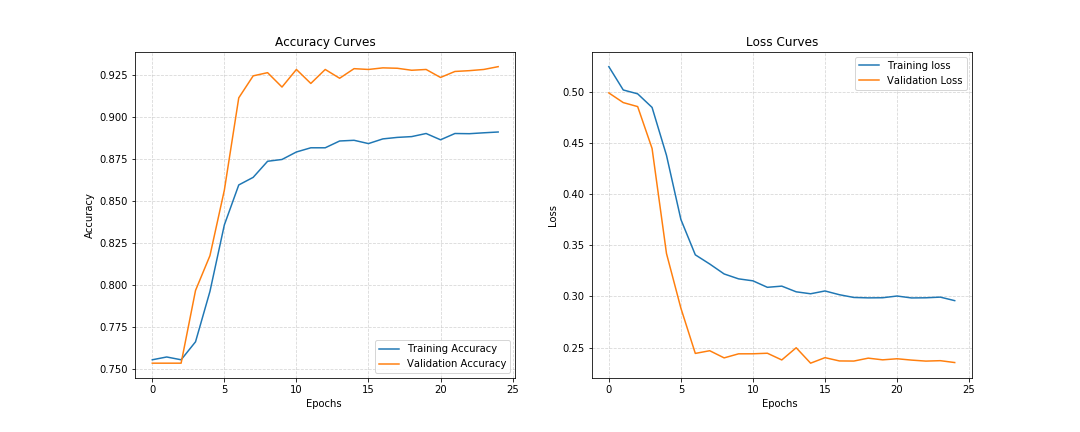 Accuracy Curves
0.925
0.900
0.875
0.850
0.825
0.800
0.775
0.750
Accuracy
Training Accuracy
Validation Accuracy
0 5 10 15 20 25
Epochs
Loss Curves
Training loss
Validation Loss
0.50
0.45
0.40
0.35
0.30
0.25
Loss
0 5 10 15 20 25
Epochs